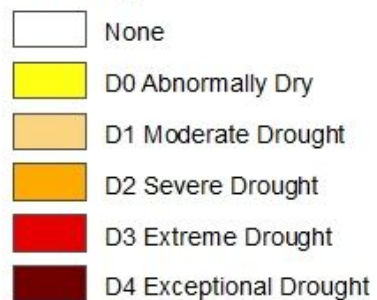 None
D0 Abnormally Dry
D1 Moderate Drought
D2 Severe Drought
D3 Extreme Drought
D4 Exceptional Drought